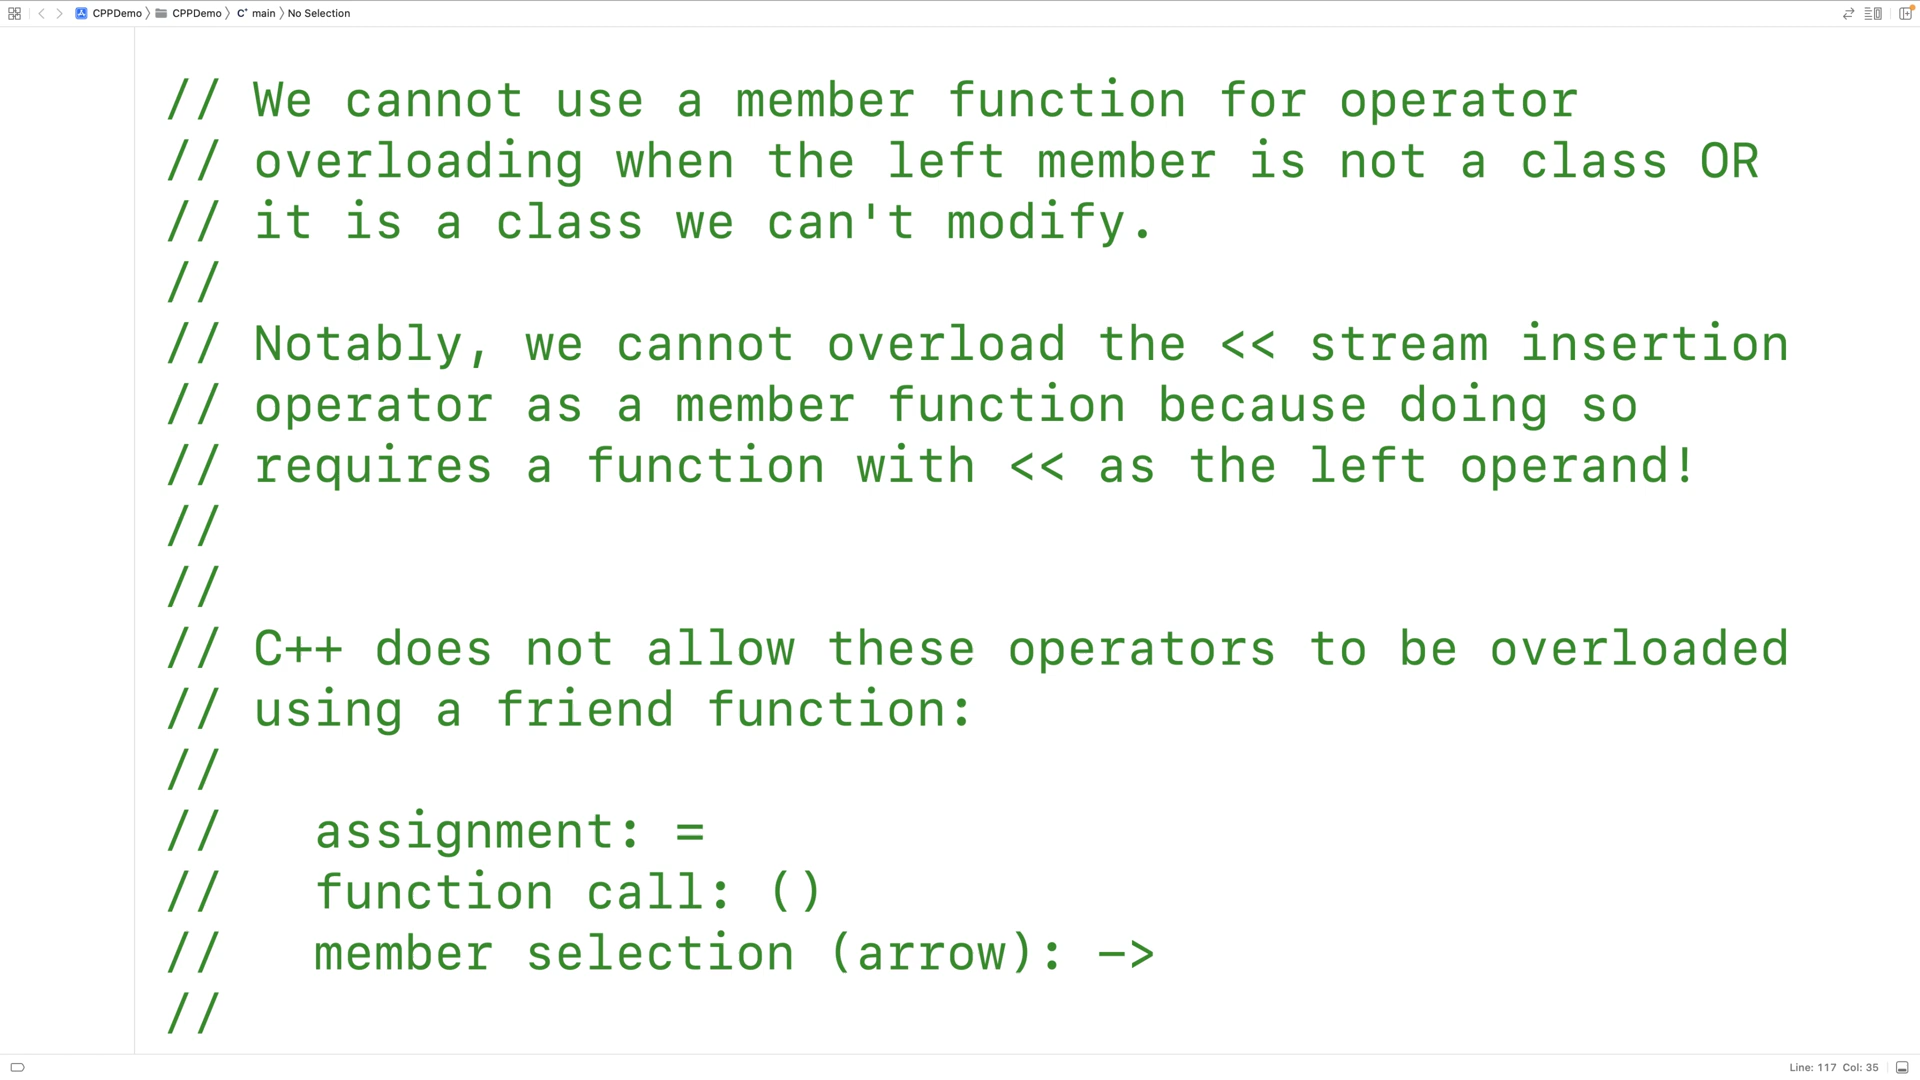 CPPDemo 〉 CPPDemo 〉 C+ main 〉 No Selection
// We cannot use a member function for operator
// overloading when the left member is not a class OR
// it is a class we can't modify.
//
// Notably, we cannot overload the << stream insertion
// operator as a member function because doing so
// requires a function with << as the left operand!
//
//
// C++ does not allow these operators to be overloaded
// using a friend function:
//
//   assignment: =
//   function call: ()
//   member selection (arrow): ->
//
Line: 117 Col: 35